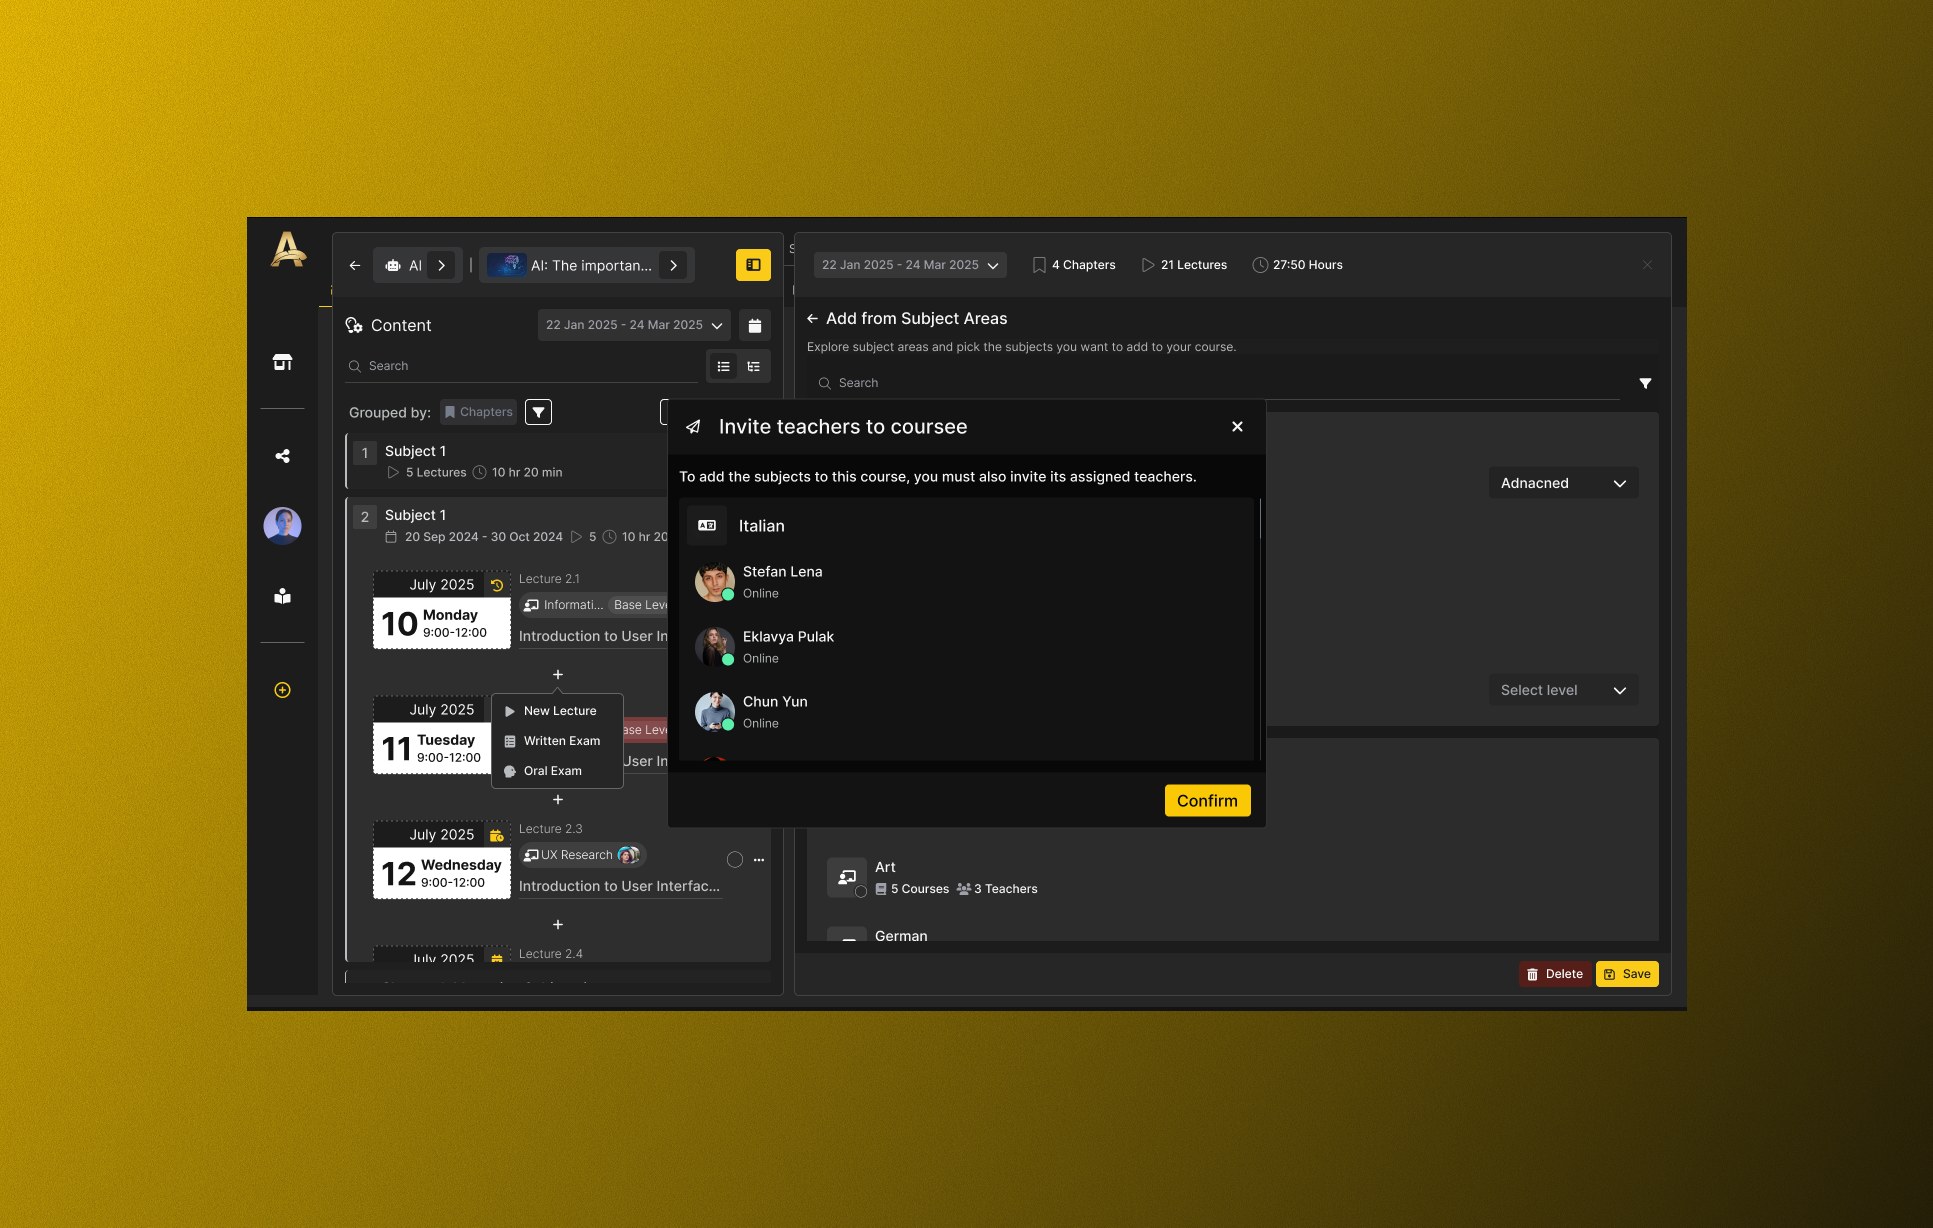 AI
AI: The importan...
Content
22 Jan 2025 - 24 Mar 2025
Search
Grouped by:
Chapters
1
Subject 1
5 Lectures
10 hr 20 min
2
Subject 1
20 Sep 2024 - 30 Oct 2024
5
10 hr 20
July 2025
10
Monday
9:00-12:00
Lecture 2.1
Informati...
Base Leve
Introduction to User In
July 2025
11
Tuesday
9:00-12:00
ase Leve
User In
New Lecture
Written Exam
Oral Exam
July 2025
12
Wednesday
9:00-12:00
Lecture 2.3
UX Research
Introduction to User Interfac...
July 2025
Lecture 2.4
22 Jan 2025 - 24 Mar 2025
4 Chapters
21 Lectures
27:50 Hours
Add from Subject Areas
Explore subject areas and pick the subjects you want to add to your course.
Search
Adnacned
Select level
Art
5 Courses
3 Teachers
German
Delete
Save
Invite teachers to coursee
To add the subjects to this course, you must also invite its assigned teachers.
Italian
Stefan Lena
Online
Eklavya Pulak
Online
Chun Yun
Online
Confirm